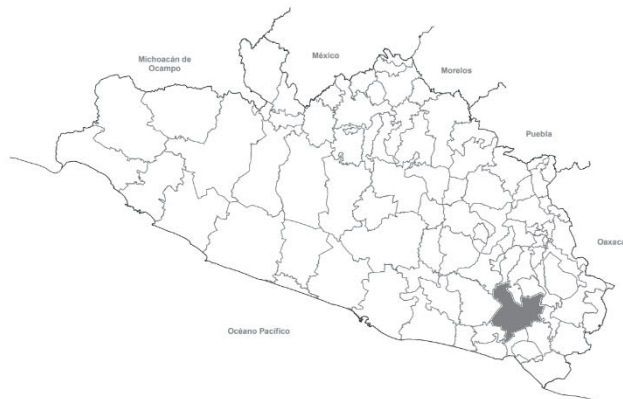 México
Michoacán de
Ocampo
Morelos
Puebla
Oaxaca
Océano Pacífico